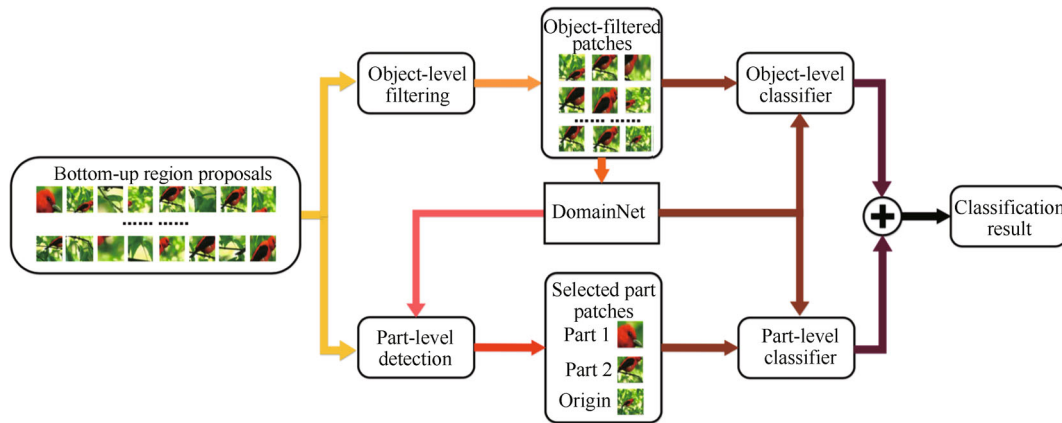 Object-filtered
patches
Object-level
filtering
Object-level
classifier
Bottom-up region proposals
DomainNet
Classification
result
Part-level
detection
Selected part
patches
Part 1
Part 2
Origin
Part-level
classifier